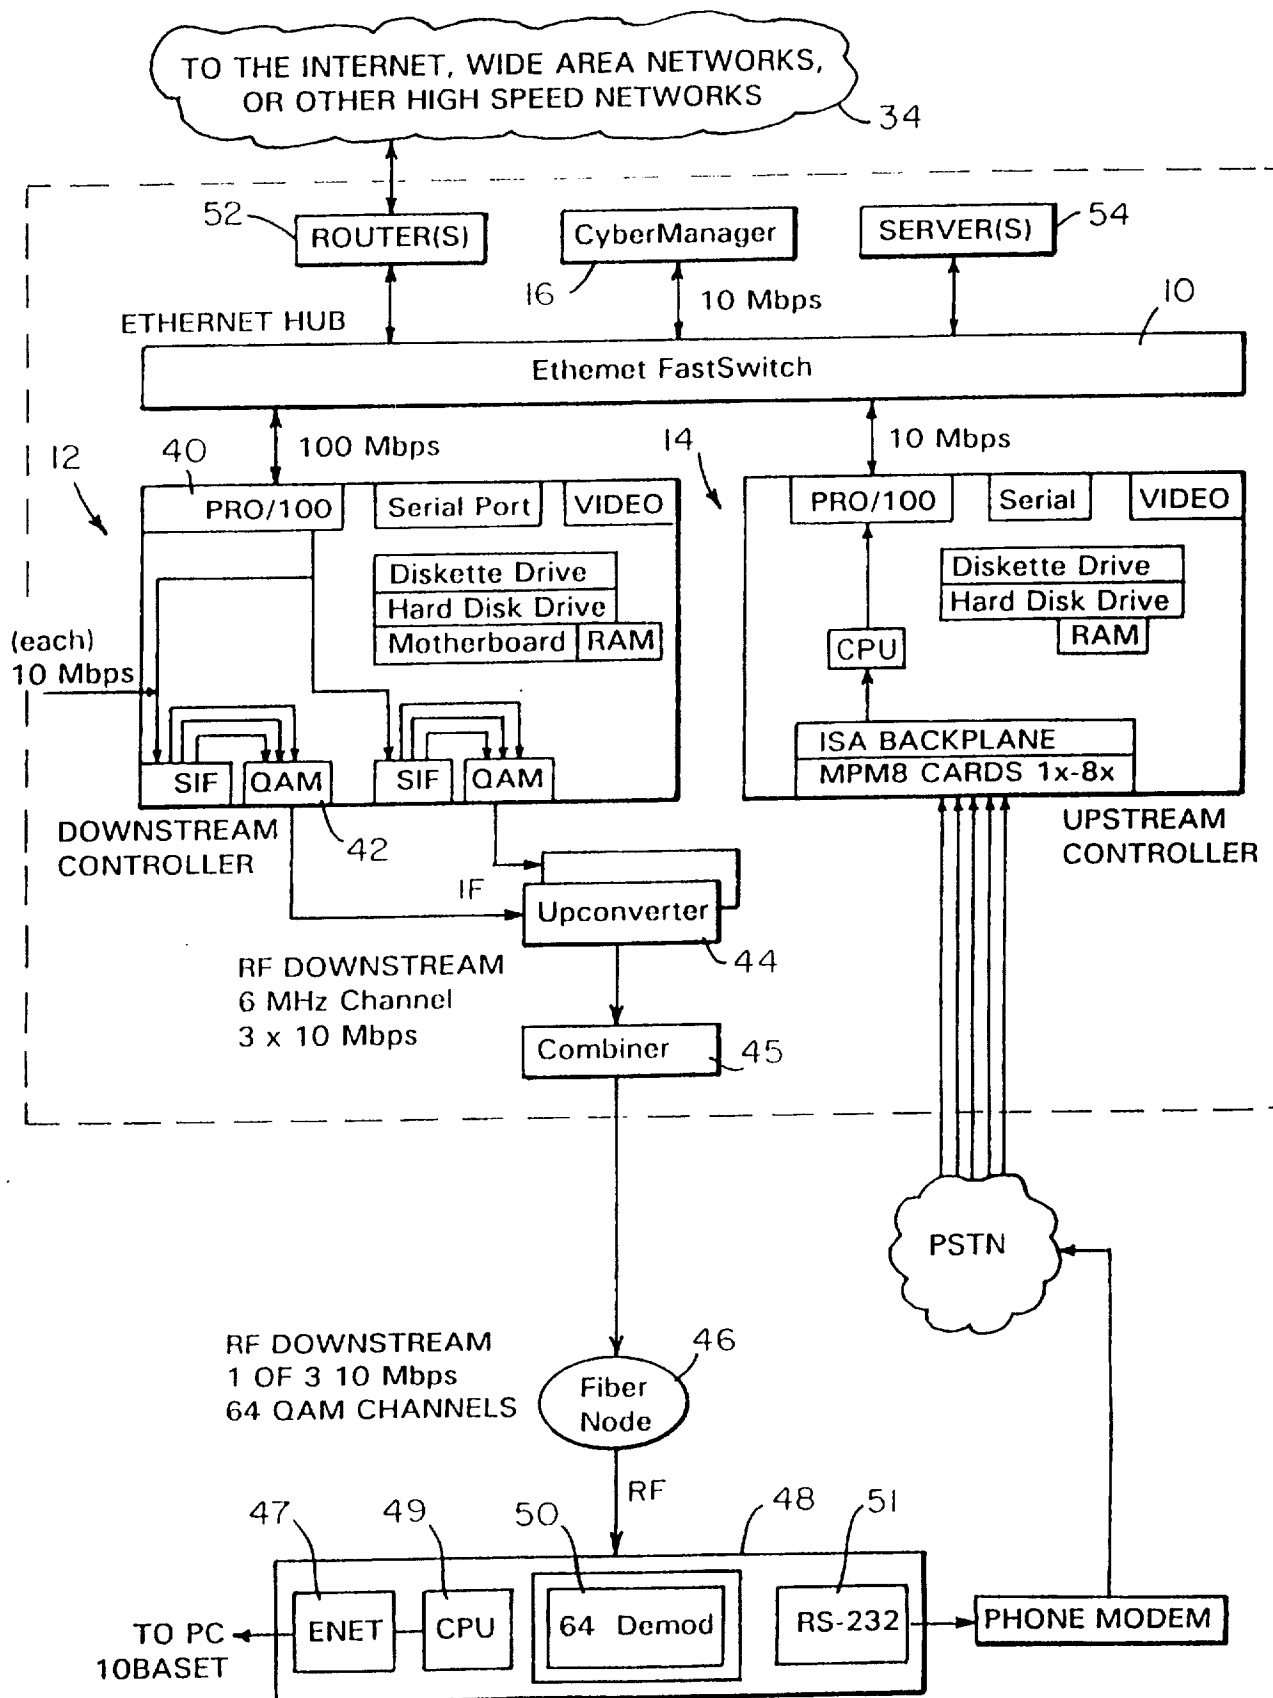 TO THE INTERNET, WIDE AREA NETWORKS,
OR OTHER HIGH SPEED NETWORKS
34
52
ROUTER(S)
CyberManager
16
SERVER(S)
54
10 Mbps
10
ETHERNET HUB
Ethemet FastSwitch
12
40
100 Mbps
14
10 Mbps
PRO/100
Serial Port
VIDEO
PRO/100
Serial
VIDEO
Diskette Drive
Hard Disk Drive
Motherboard
RAM
Diskette Drive
Hard Disk Drive
RAM
CPU
(each)
10 Mbps
ISA BACKPLANE
MPM8 CARDS 1x-8x
SIF
QAM
SIF
QAM
DOWNSTREAM
CONTROLLER
42
UPSTREAM
CONTROLLER
IF
Upconverter
44
RF DOWNSTREAM
6 MHz Channel
3 x 10 Mbps
Combiner
45
PSTN
RF DOWNSTREAM
1 OF 3 10 Mbps
64 QAM CHANNELS
46
Fiber
Node
RF
47
49
50
48
51
ENET
CPU
64 Demod
RS-232
PHONE MODEM
TO PC
10BASET